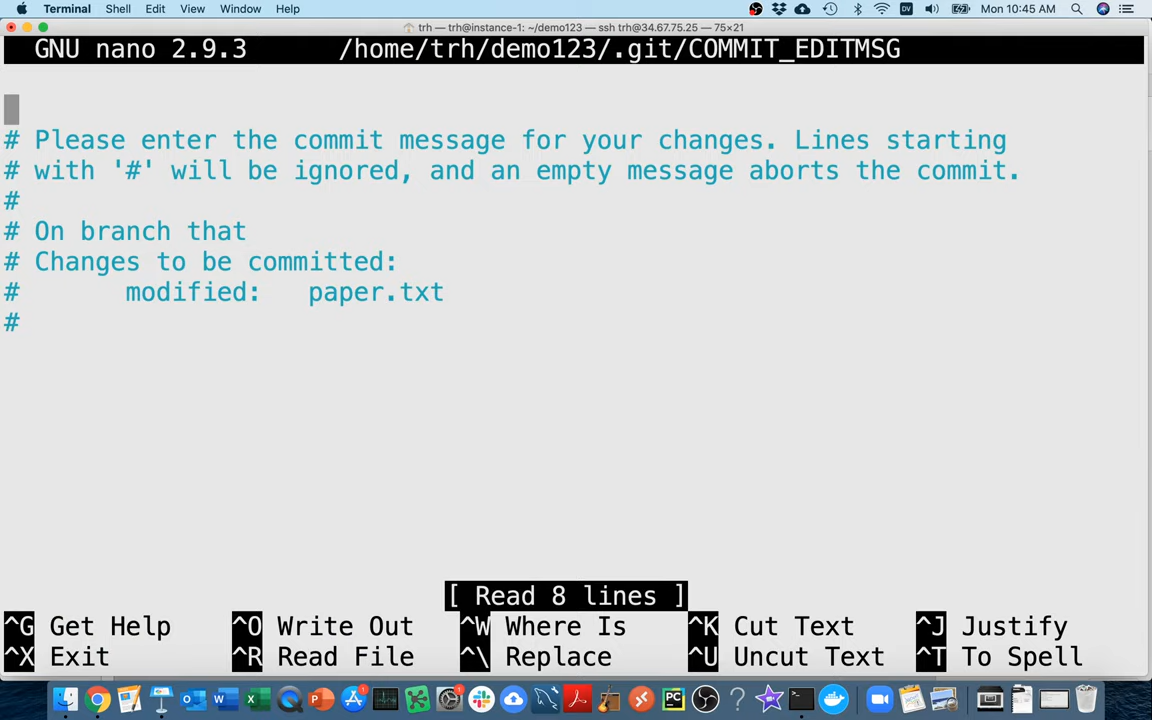 Terminal Shell Edit View Window Help Mon 10:45 AM
trh — trh@instance-1: ~/demo123 — ssh trh@34.67.75.25 — 75×21
GNU nano 2.9.3 /home/trh/demo123/.git/COMMIT_EDITMSG
# Please enter the commit message for your changes. Lines starting
# with '#' will be ignored, and an empty message aborts the commit.
#
# On branch that
# Changes to be committed:
# modified: paper.txt
#
[ Read 8 lines ]
^G Get Help ^O Write Out ^W Where Is ^K Cut Text ^J Justify
^X Exit ^R Read File ^\ Replace ^U Uncut Text ^T To Spell